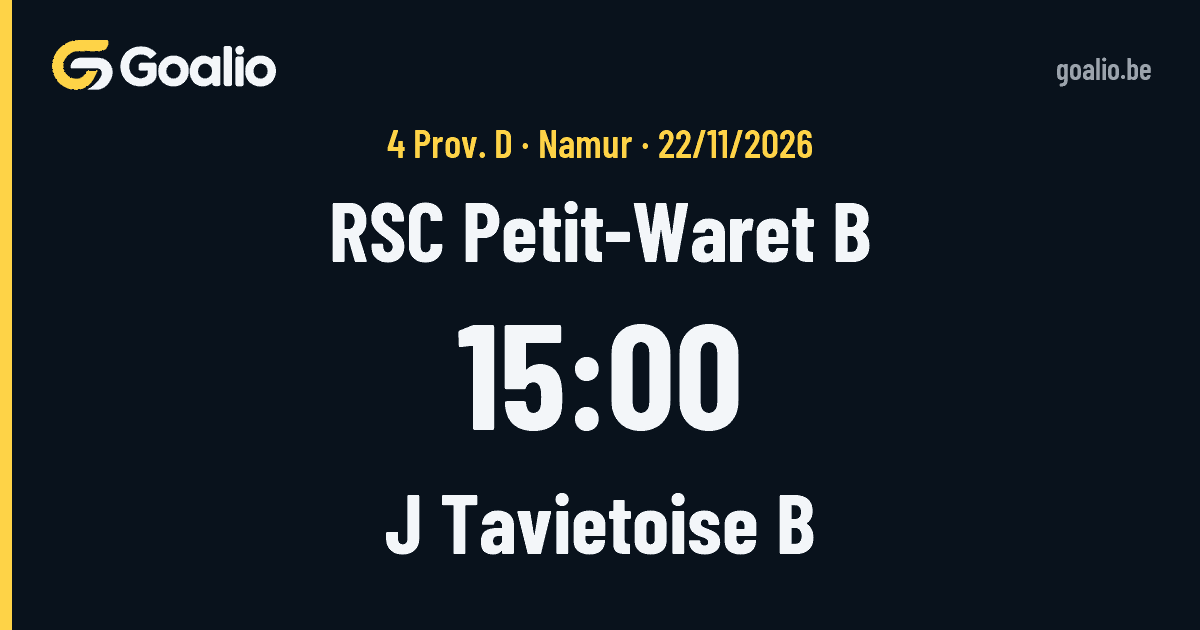 Goalio
goalio.be
4 Prov. D · Namur · 22/11/2026
RSC Petit-Waret B
15:00
J Tavietoise B